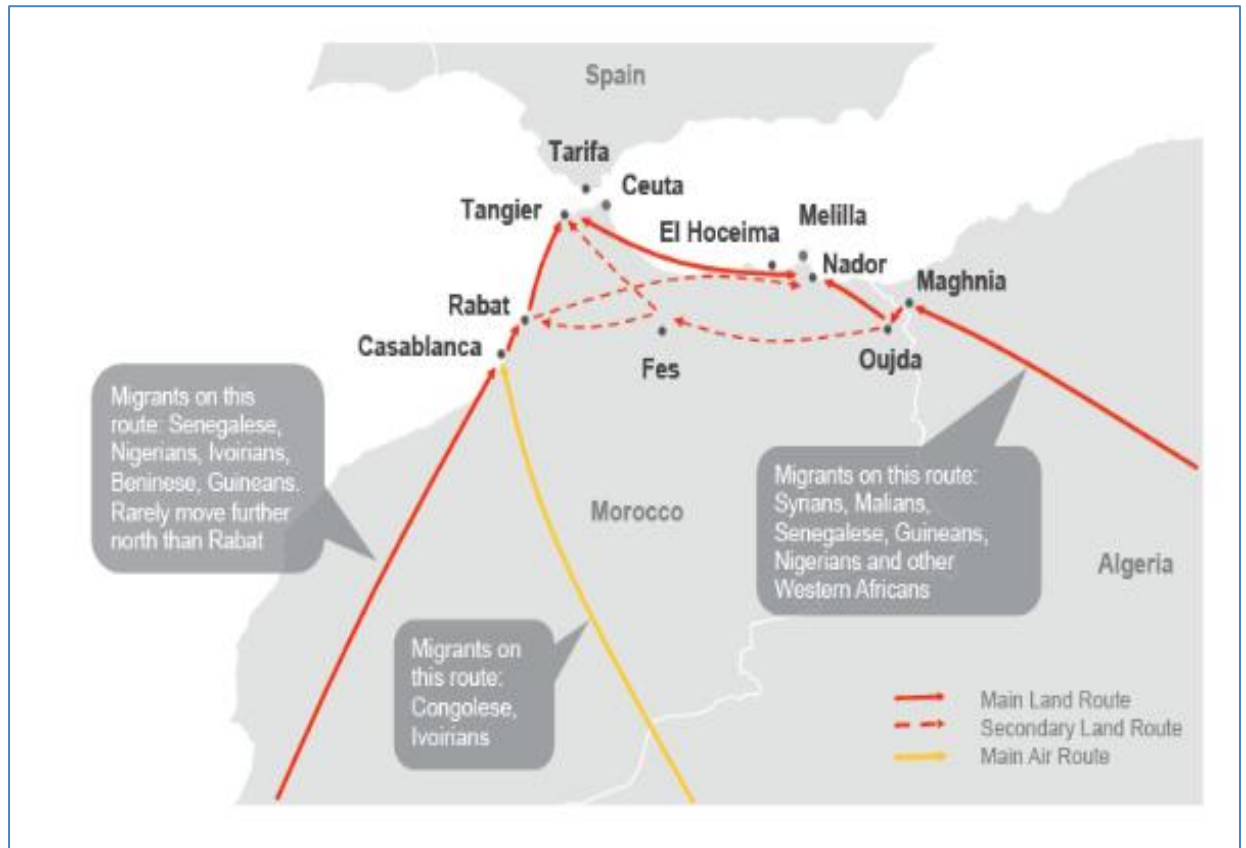 Spain
Tarifa
Ceuta
Tangier
El Hoceima
Melilla
Nador
Maghnia
Rabat
Casablanca
Fes
Oujda
Migrants on this
route: Senegalese,
Nigerians, Ivoirians,
Beninese, Guineans.
Rarely move further
north than Rabat
Migrants on this route:
Syrians, Malians,
Senegalese, Guineans,
Nigerians and other
Western Africans
Morocco
Algeria
Migrants on
this route:
Congolese,
Ivoirians
Main Land Route
Secondary Land Route
Main Air Route